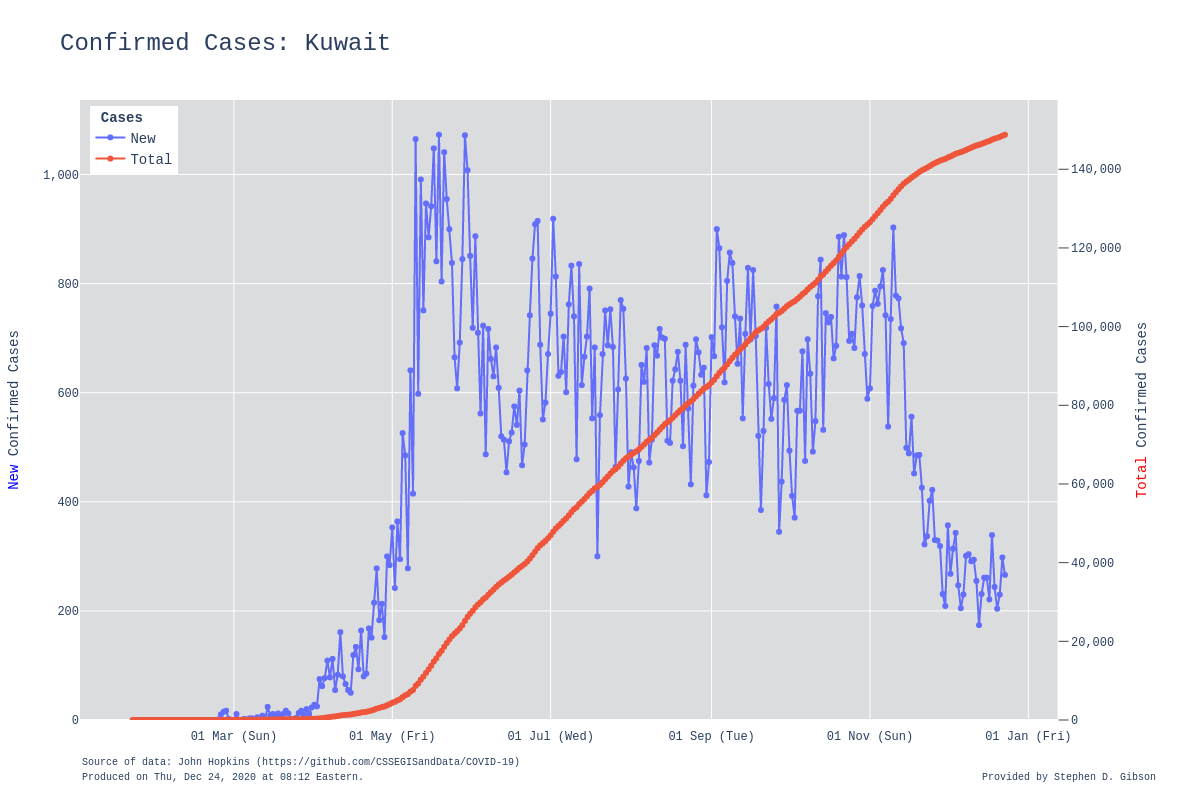 Confirmed Cases: Kuwait
Cases
New
Total
1,000
800
600
400
200
0
New Confirmed Cases
140,000
120,000
100,000
80,000
60,000
40,000
20,000
0
Total Confirmed Cases
01 Mar (Sun)
01 May (Fri)
01 Jul (Wed)
01 Sep (Tue)
01 Nov (Sun)
01 Jan (Fri)
Source of data: John Hopkins (https://github.com/CSSEGISandData/COVID-19)
Produced on Thu, Dec 24, 2020 at 08:12 Eastern.
Provided by Stephen D. Gibson